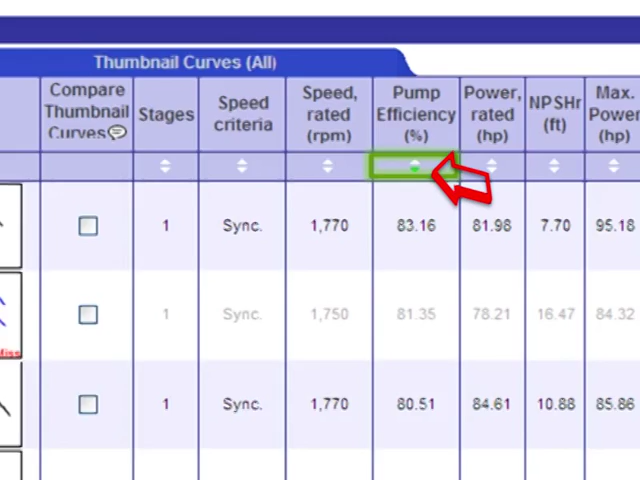 Thumbnail Curves (All)
Compare Thumbnail Curves
Stages
Speed criteria
Speed, rated (rpm)
Pump Efficiency (%)
Power, rated (hp)
NPSHr (ft)
Max. Power (hp)
1 Sync. 1,770 83.16 81.98 7.70 95.18
1 Sync. 1,750 81.35 78.21 16.47 84.32
1 Sync. 1,770 80.51 84.61 10.88 85.86